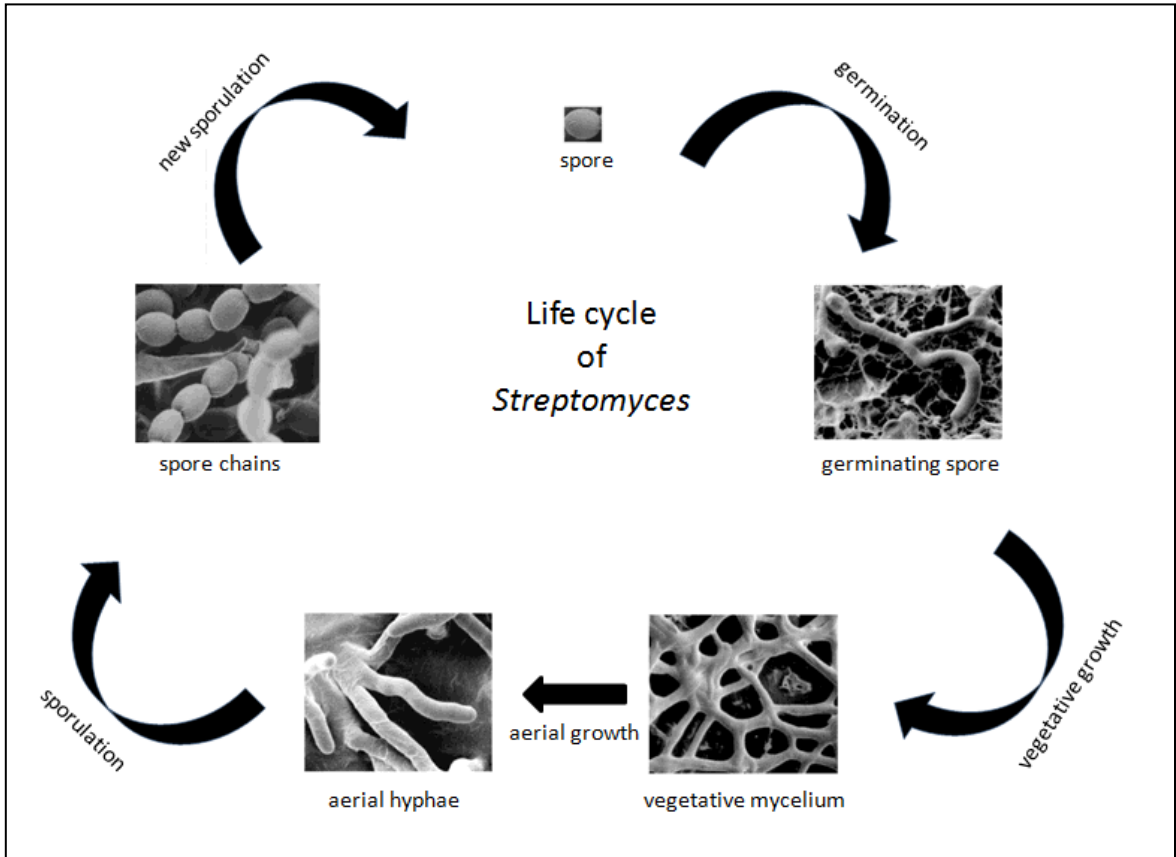 new sporulation
germination
spore
Life cycle
of
Streptomyces
spore chains
germinating spore
sporulation
aerial growth
vegetative growth
aerial hyphae
vegetative mycelium